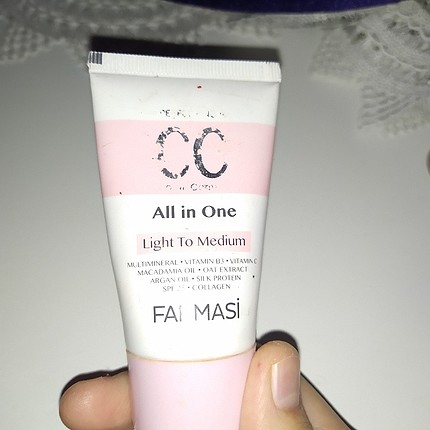 CC
All in One
Light To Medium
MULTIMINERAL • VITAMIN B3 • VITAMIN C
MACADAMIA OIL • OAT EXTRACT
ARGAN OIL • SILK PROTEIN
COLLAGEN
FARMASİ